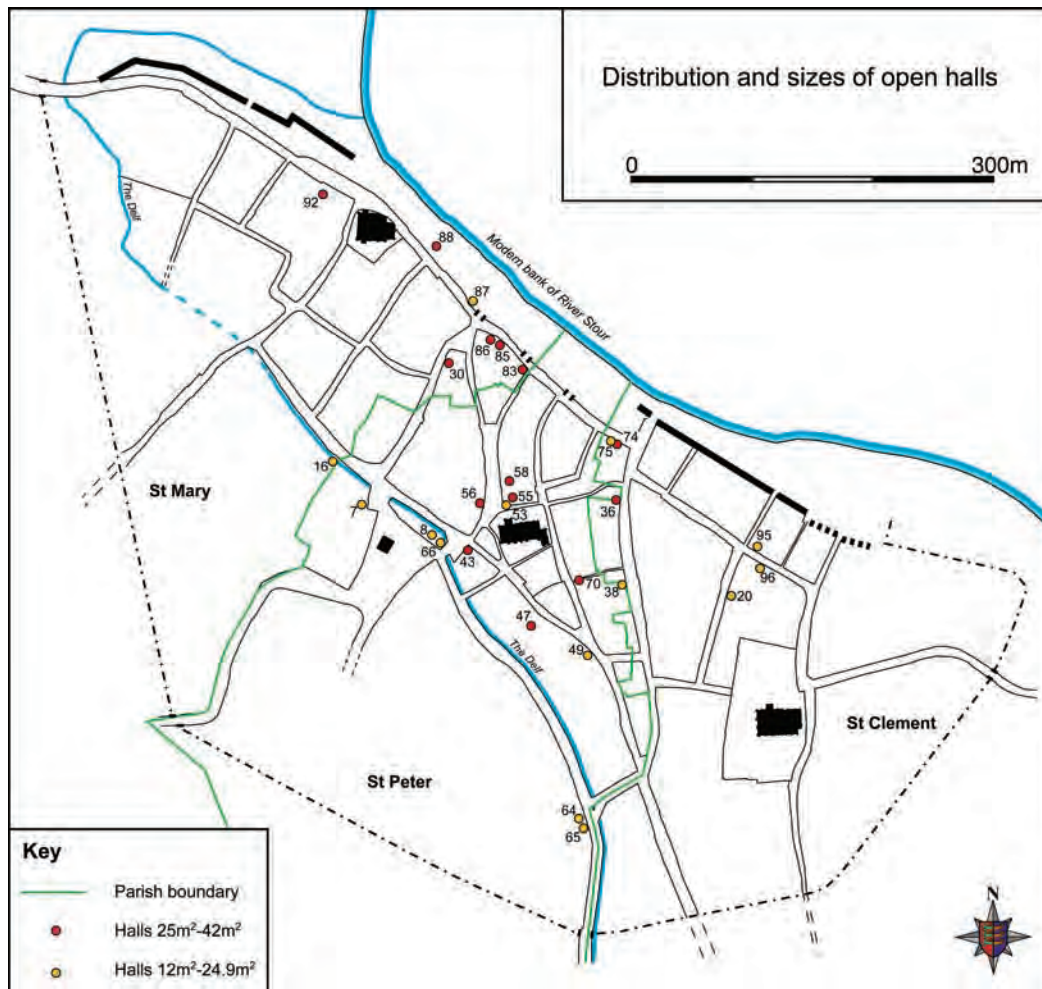 Distribution and sizes of open halls
0 300m
The Delf
92
88
Modern bank of River Stour
87
86
85
83
30
74
75
16
St Mary
58
56
55
53
36
7
8
66
43
95
96
70
38
20
47
49
The Delf
St Clement
St Peter
64
65
Key
Parish boundary
Halls 25m²-42m²
Halls 12m²-24.9m²
N